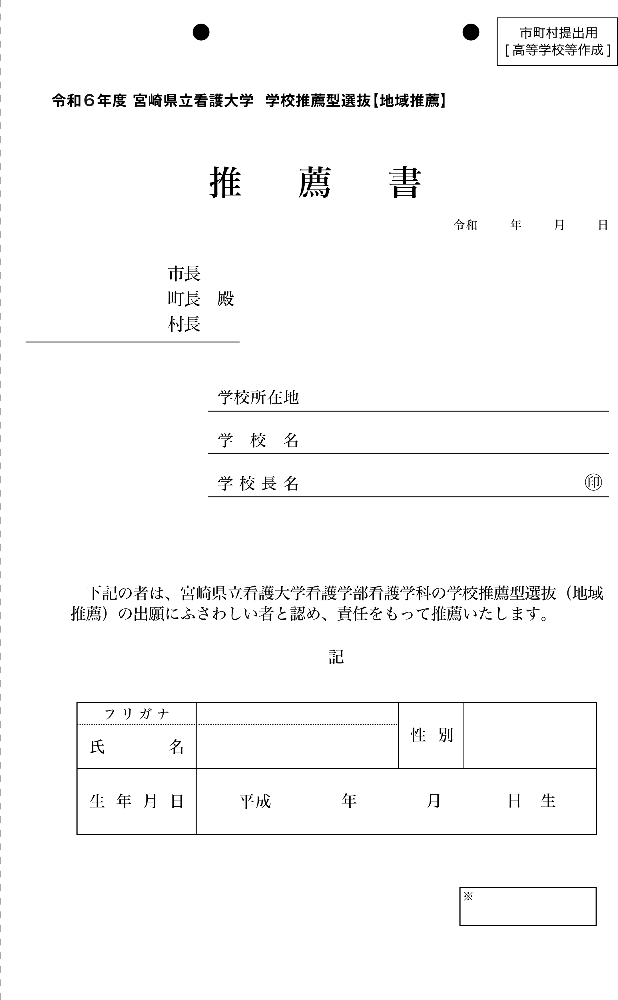 市町村提出用
[ 高等学校等作成 ]
令和６年度 宮崎県立看護大学　学校推薦型選抜【地域推薦】
推　薦　書
令和　　年　　月　　日
市長
町長　殿
村長
学校所在地
学　校　名
学 校 長 名　　㊞
下記の者は、宮崎県立看護大学看護学部看護学科の学校推薦型選抜（地域
推薦）の出願にふさわしい者と認め、責任をもって推薦いたします。
記
フリガナ
氏　　名
性 別
生 年 月 日　　平成　　年　　月　　日 生
※